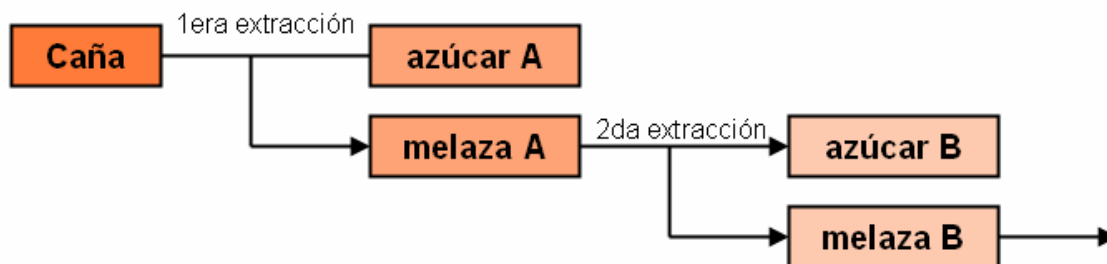 1era extracción
Caña
azúcar A
melaza A
2da extracción
azúcar B
melaza B